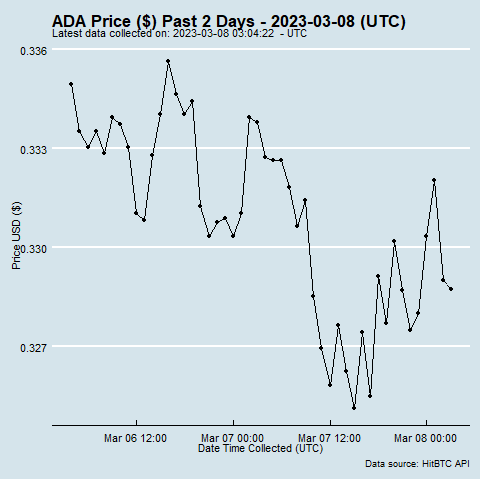 ADA Price ($) Past 2 Days - 2023-03-08 (UTC)
Latest data collected on: 2023-03-08 03:04:22  - UTC
0.336
0.333
0.330
0.327
Price USD ($)
Mar 06 12:00
Mar 07 00:00
Mar 07 12:00
Mar 08 00:00
Date Time Collected (UTC)
Data source: HitBTC API